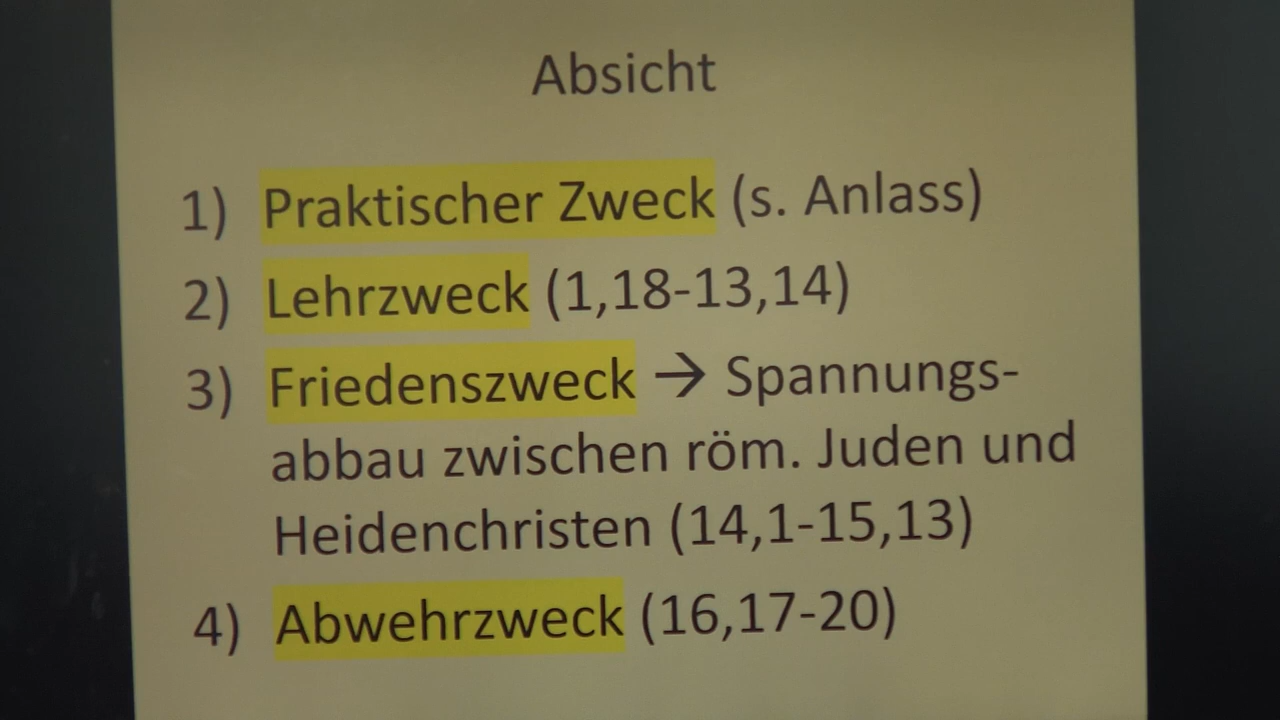 Absicht
1) Praktischer Zweck (s. Anlass)
2) Lehrzweck (1,18-13,14)
3) Friedenszweck → Spannungs-
abbau zwischen röm. Juden und
Heidenchristen (14,1-15,13)
4) Abwehrzweck (16,17-20)